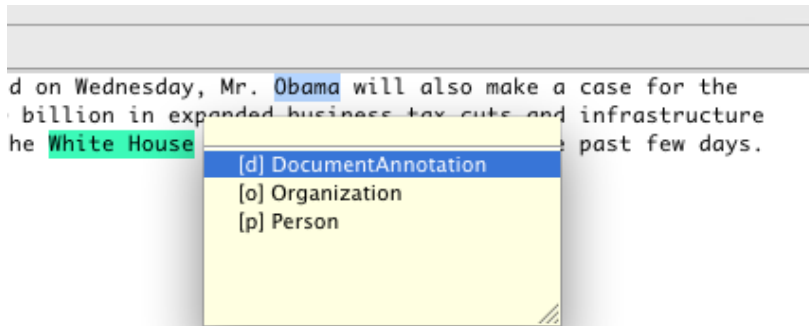 d on Wednesday, Mr. Obama will also make a case for the
billion in expanded business tax cuts and infrastructure
he White House past few days.
[d] DocumentAnnotation
[o] Organization
[p] Person